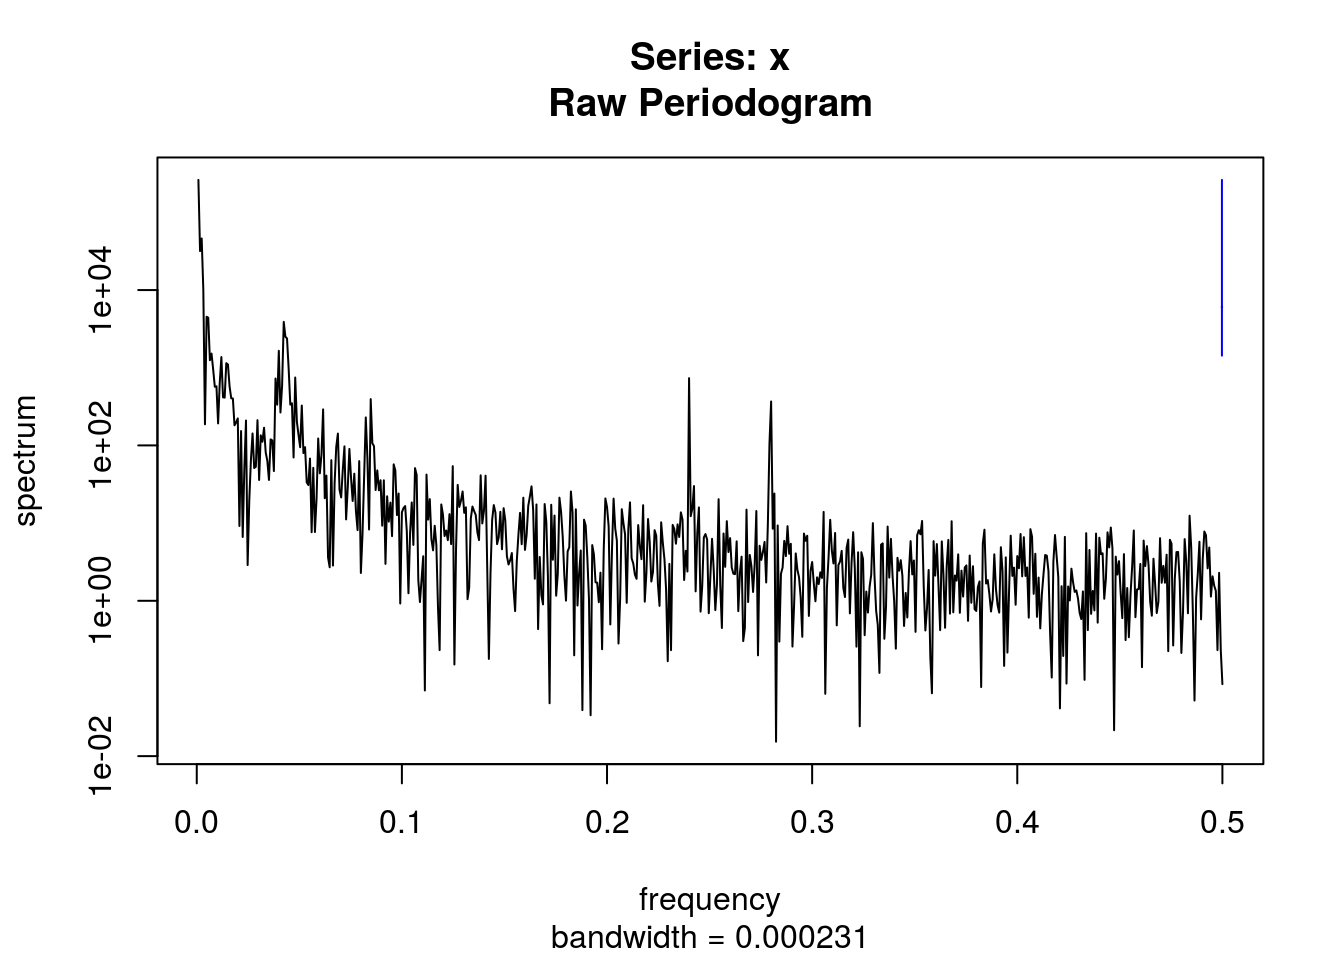 Series: x
Raw Periodogram
spectrum
1e+04
1e+02
1e+00
1e-02
0.0 0.1 0.2 0.3 0.4 0.5
frequency
bandwidth = 0.000231